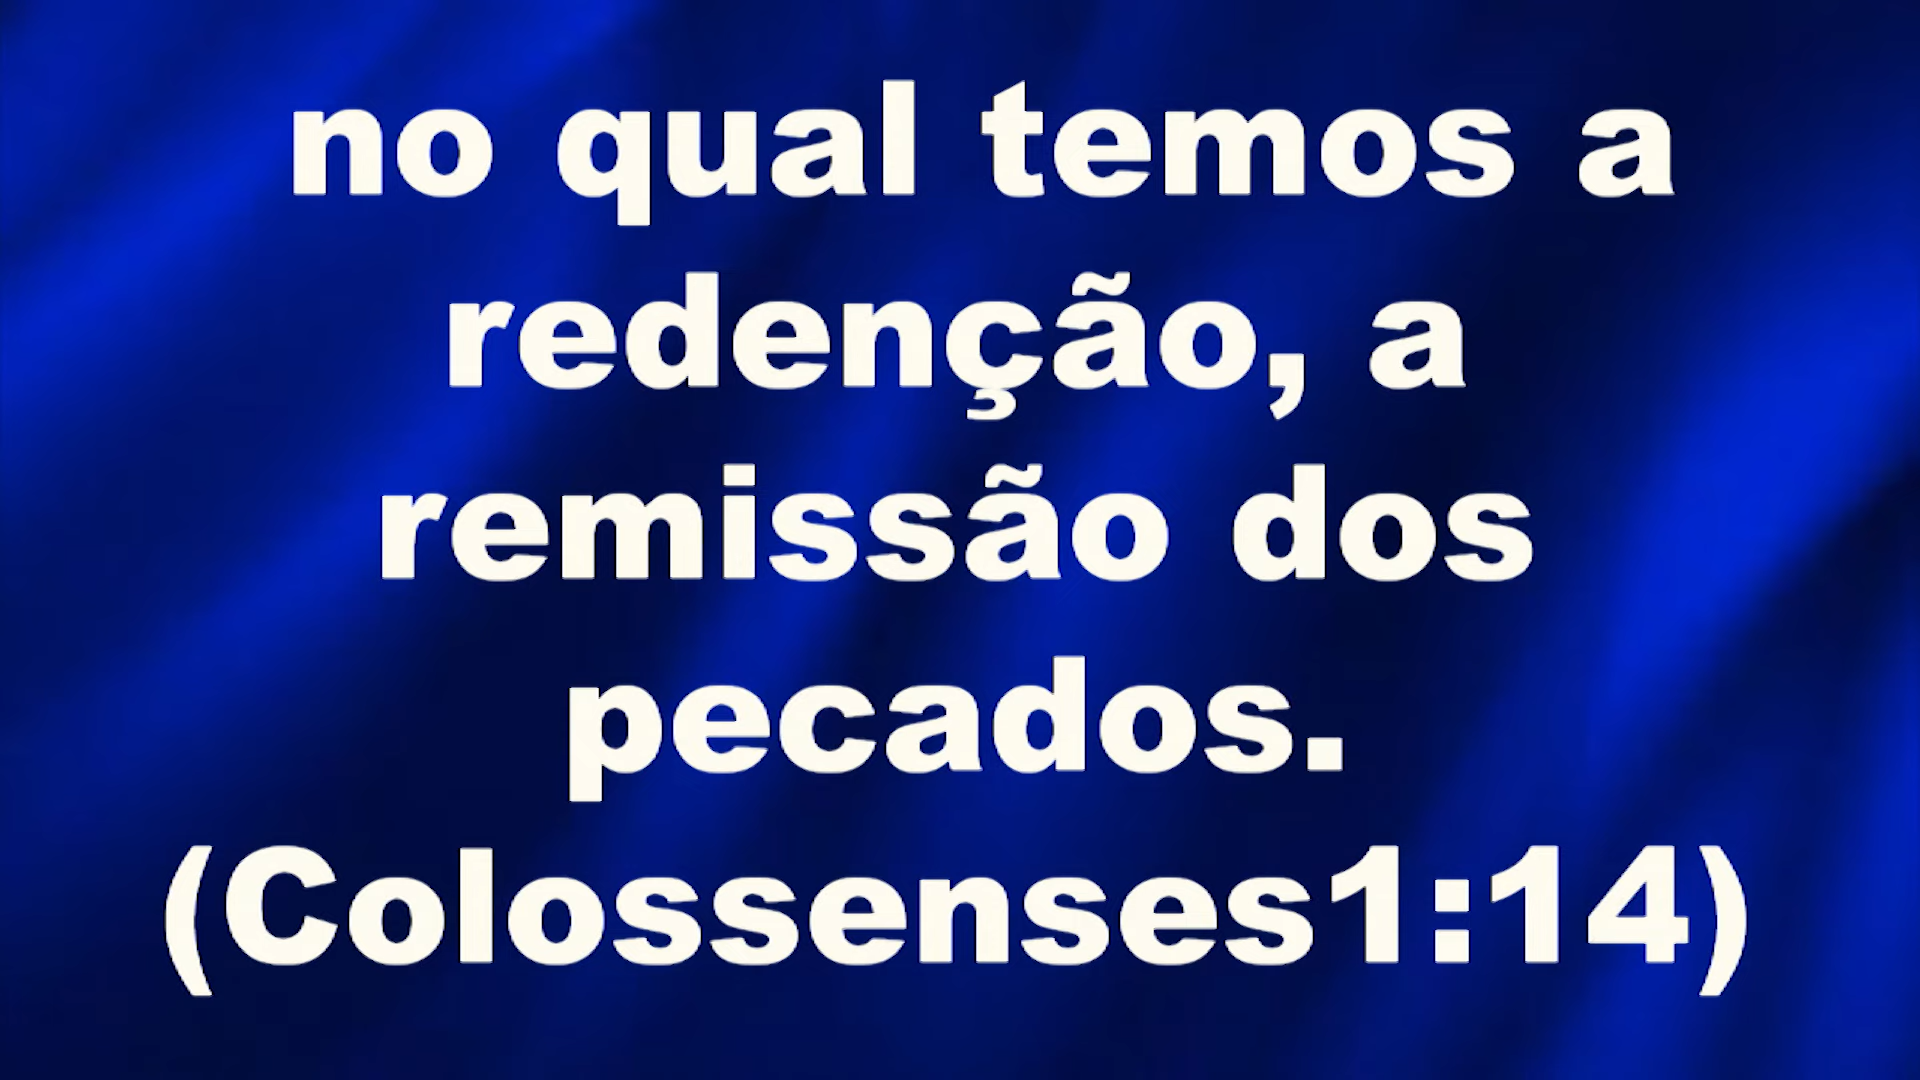 no qual temos a
redenção, a
remissão dos
pecados.
(Colossenses1:14)